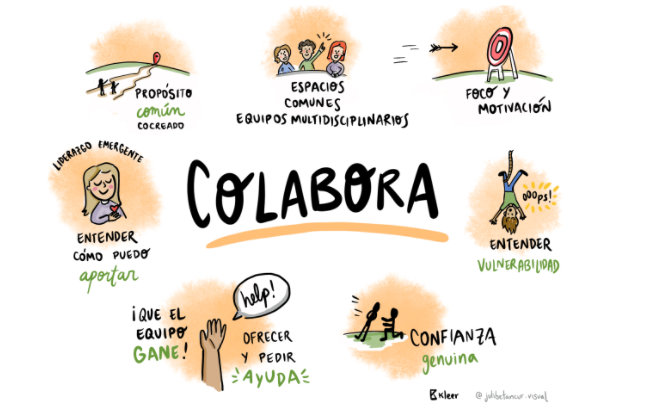 PROPÓSITO
común
COCREADO
ESPACIOS
COMUNES
EQUIPOS MULTIDISCIPLINARIOS
FOCO Y
MOTIVACIÓN
LIDERAZGO EMERGENTE
ENTENDER
CÓMO PUEDO
aportar
COLABORA
OOOps!
ENTENDER
VULNERABILIDAD
¡QUE EL
EQUIPO
GANE!
help!
OFRECER
Y PEDIR
AYUDA
CONFIANZA
genuina
Kleer
@julibetancur.visual